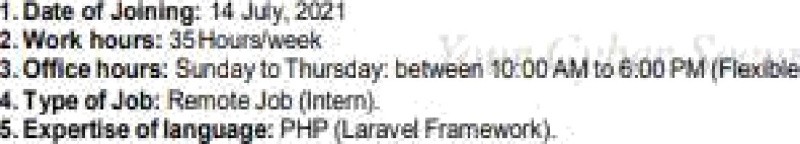 1. Date of Joining: 14 July, 2021
2. Work hours: 35 Hours/week
3. Office hours: Sunday to Thursday: between 10:00 AM to 6:00 PM (Flexible
4. Type of Job: Remote Job (Intern).
5. Expertise of language: PHP (Laravel Framework).